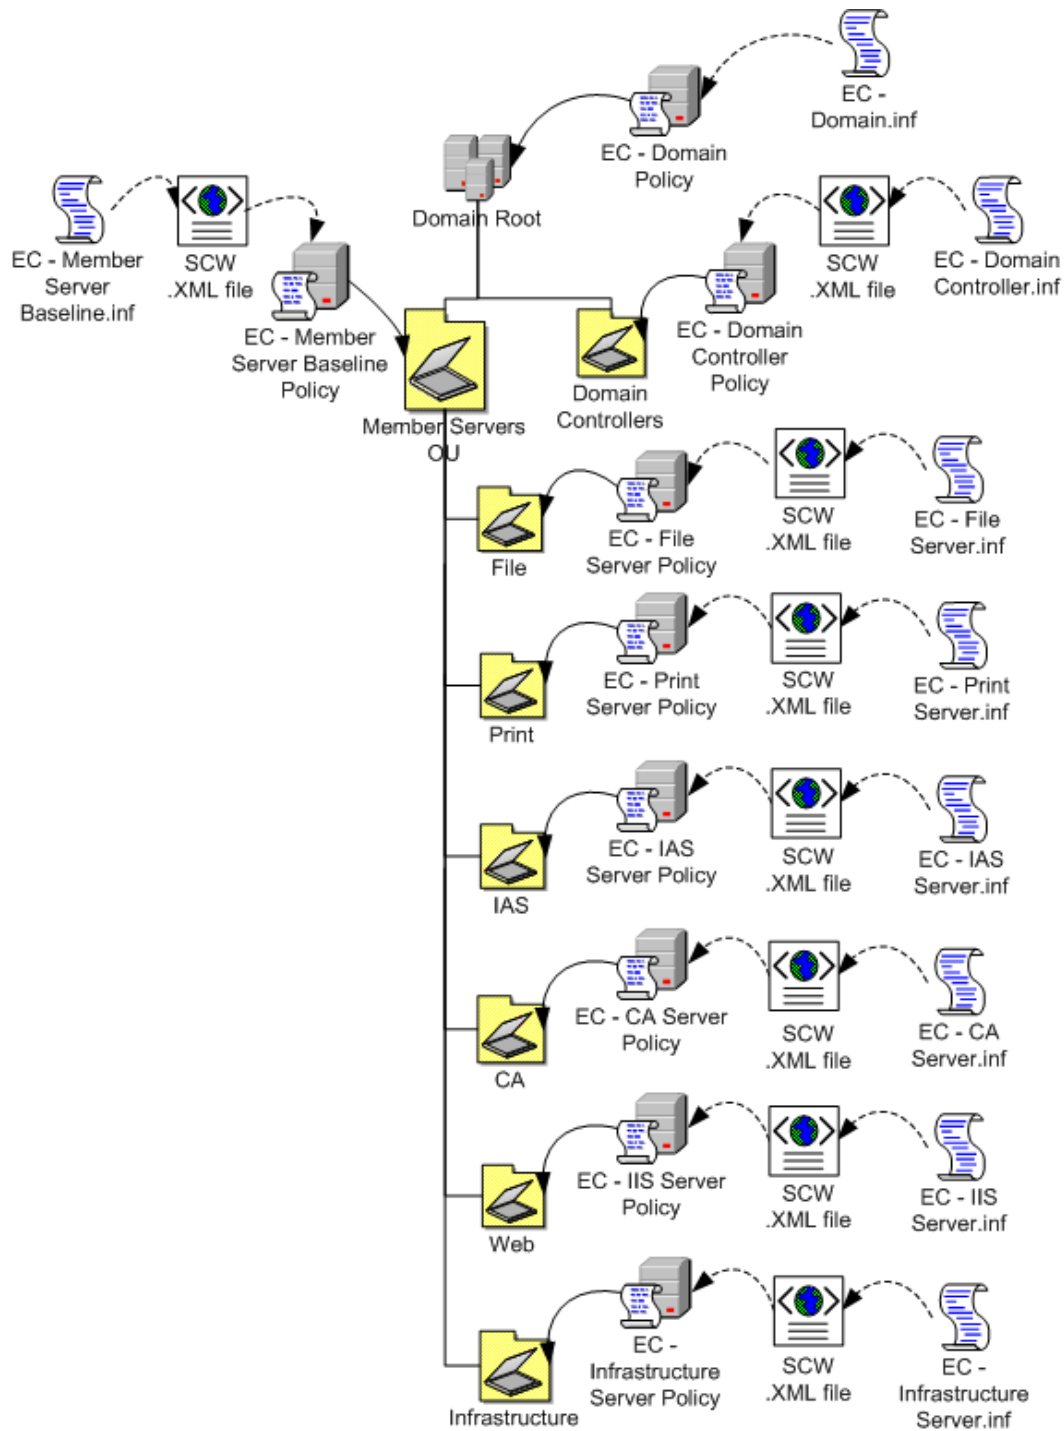 EC -
Domain.inf
EC - Domain
Policy
Domain Root
EC - Member
Server
Baseline.inf
SCW
.XML file
EC - Member
Server Baseline
Policy
SCW
.XML file
EC - Domain
Controller.inf
EC - Domain
Controller
Policy
Member Servers
OU
Domain
Controllers
File
EC - File
Server Policy
SCW
.XML file
EC - File
Server.inf
Print
EC - Print
Server Policy
SCW
.XML file
EC - Print
Server.inf
IAS
EC - IAS
Server Policy
SCW
.XML file
EC - IAS
Server.inf
CA
EC - CA Server
Policy
SCW
.XML file
EC - CA
Server.inf
Web
EC - IIS Server
Policy
SCW
.XML file
EC - IIS
Server.inf
Infrastructure
EC -
Infrastructure
Server Policy
SCW
.XML file
EC -
Infrastructure
Server.inf